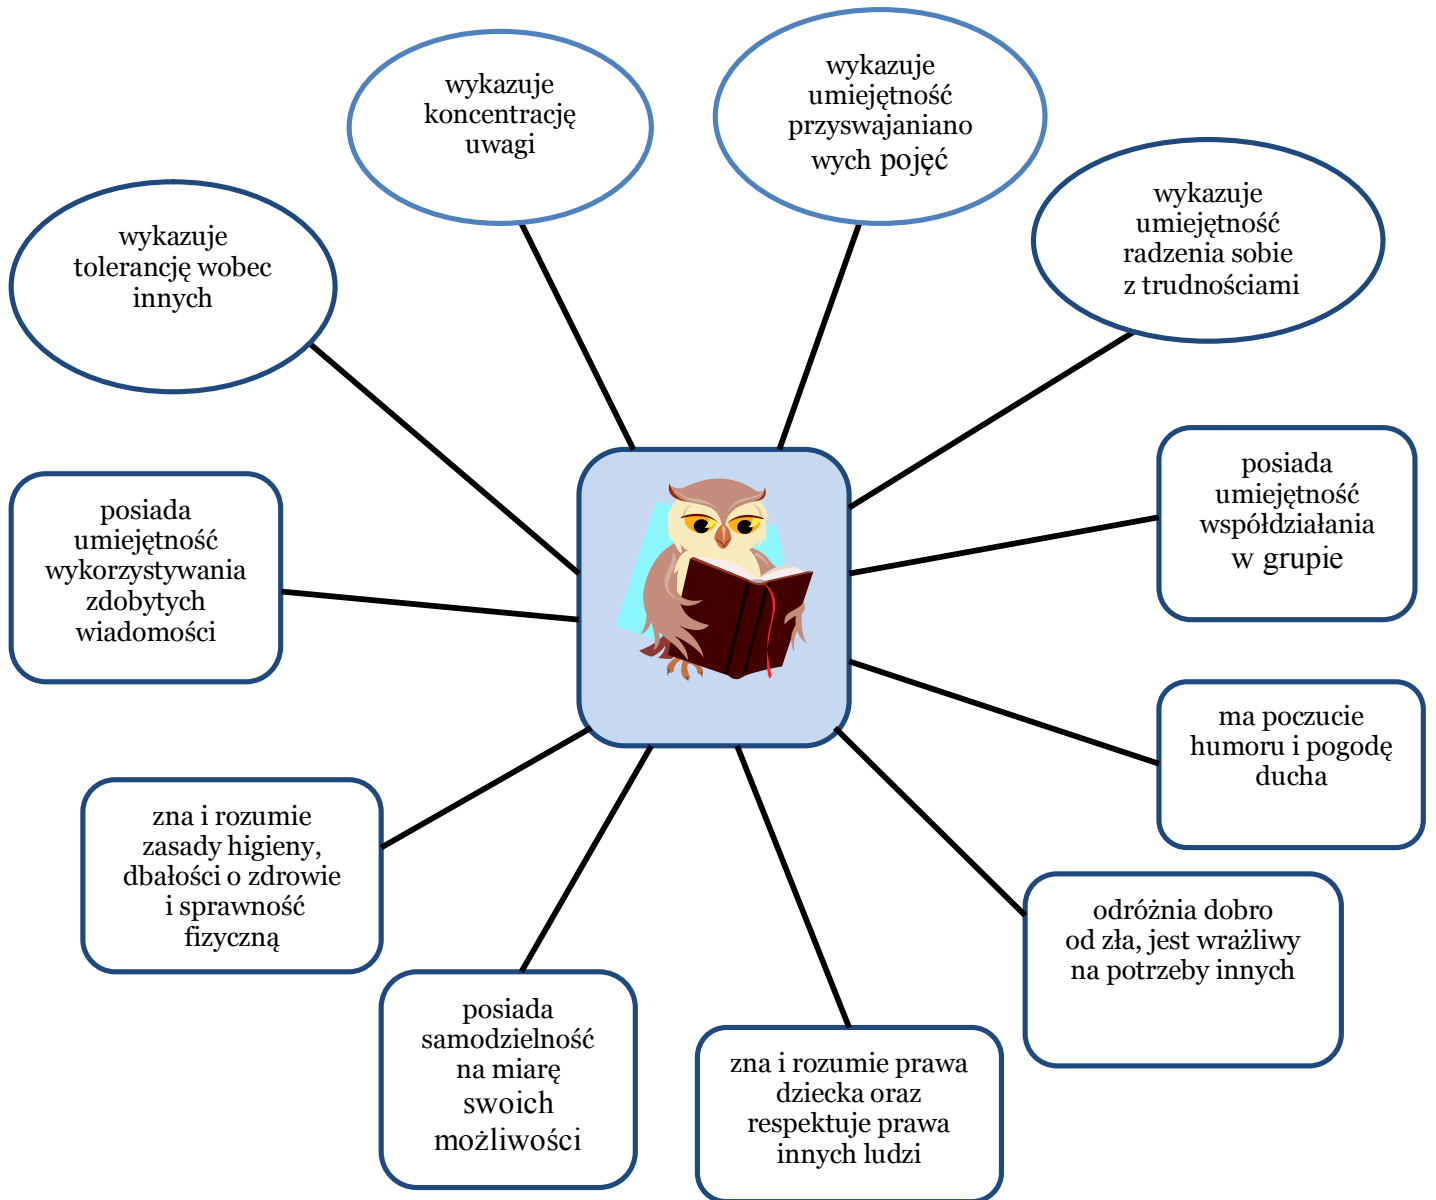 wykazuje
koncentrację
uwagi
wykazuje
umiejętność
przyswajaniano
wych pojęć
wykazuje
umiejętność
radzenia sobie
z trudnościami
wykazuje
tolerancję wobec
innych
posiada
umiejętność
współdziałania
w grupie
posiada
umiejętność
wykorzystywania
zdobytych
wiadomości
ma poczucie
humoru i pogodę
ducha
zna i rozumie
zasady higieny,
dbałości o zdrowie
i sprawność
fizyczną
odróżnia dobro
od zła, jest wrażliwy
na potrzeby innych
posiada
samodzielność
na miarę
swoich
możliwości
zna i rozumie prawa
dziecka oraz
respektuje prawa
innych ludzi